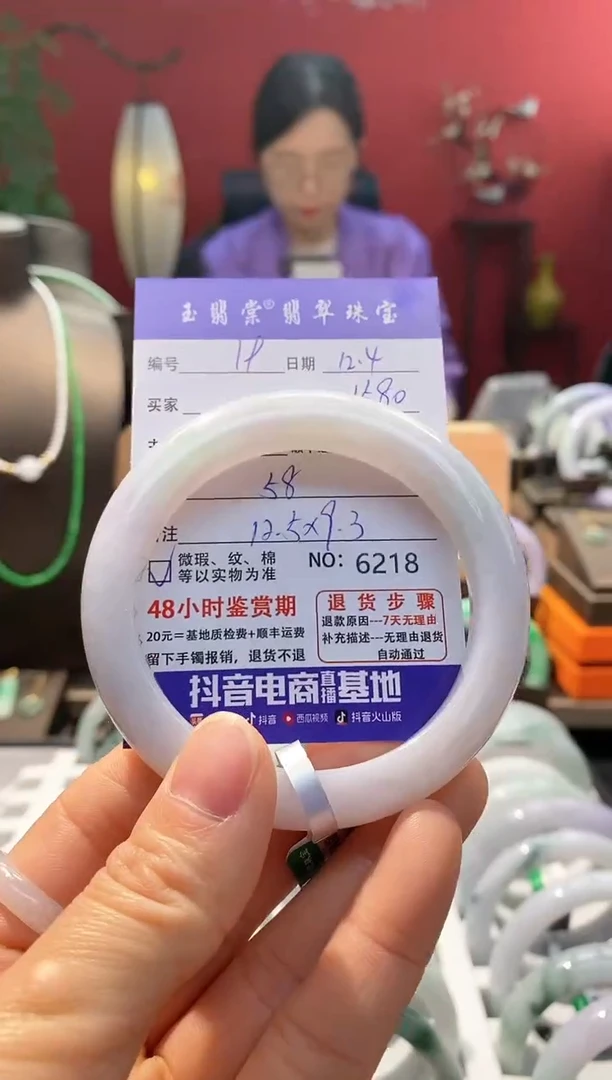 玉翡棠®翡翠珠宝
编号 日期 12.4
买家 1580
58
注 12.5×9.3
微瑕、纹、棉
等以实物为准
NO: 6218
48小时鉴赏期
20元=基地质检费+顺丰运费
留下手镯报销，退货不退
退货步骤
退款原因---7天无理由
补充描述---无理由退货
自动通过
抖音电商直播基地
抖音 西瓜视频 抖音火山版